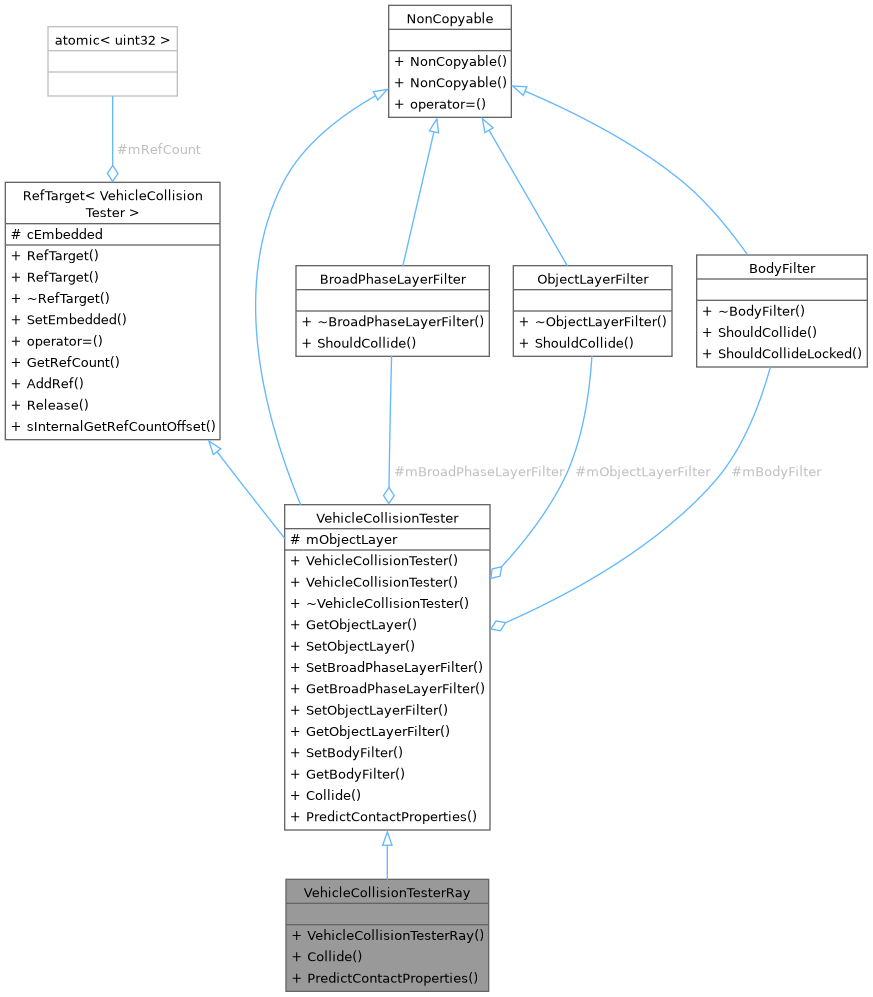 NonCopyable
+ NonCopyable()
+ NonCopyable()
+ operator=()
atomic< uint32 >
#mRefCount
RefTarget< VehicleCollision
Tester >
# cEmbedded
+ RefTarget()
+ RefTarget()
+ ~RefTarget()
+ SetEmbedded()
+ operator=()
+ GetRefCount()
+ AddRef()
+ Release()
+ sInternalGetRefCountOffset()
BroadPhaseLayerFilter
+ ~BroadPhaseLayerFilter()
+ ShouldCollide()
ObjectLayerFilter
+ ~ObjectLayerFilter()
+ ShouldCollide()
BodyFilter
+ ~BodyFilter()
+ ShouldCollide()
+ ShouldCollideLocked()
#mBroadPhaseLayerFilter
#mObjectLayerFilter
#mBodyFilter
VehicleCollisionTester
# mObjectLayer
+ VehicleCollisionTester()
+ VehicleCollisionTester()
+ ~VehicleCollisionTester()
+ GetObjectLayer()
+ SetObjectLayer()
+ SetBroadPhaseLayerFilter()
+ GetBroadPhaseLayerFilter()
+ SetObjectLayerFilter()
+ GetObjectLayerFilter()
+ SetBodyFilter()
+ GetBodyFilter()
+ Collide()
+ PredictContactProperties()
VehicleCollisionTesterRay
+ VehicleCollisionTesterRay()
+ Collide()
+ PredictContactProperties()